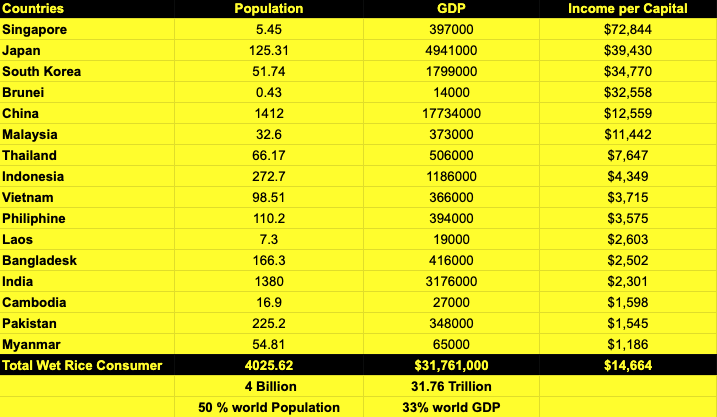 Countries Population GDP Income per Capital
Singapore 5.45 397000 $72,844
Japan 125.31 4941000 $39,430
South Korea 51.74 1799000 $34,770
Brunei 0.43 14000 $32,558
China 1412 17734000 $12,559
Malaysia 32.6 373000 $11,442
Thailand 66.17 506000 $7,647
Indonesia 272.7 1186000 $4,349
Vietnam 98.51 366000 $3,715
Philiphine 110.2 394000 $3,575
Laos 7.3 19000 $2,603
Bangladesh 166.3 416000 $2,502
India 1380 3176000 $2,301
Cambodia 16.9 27000 $1,598
Pakistan 225.2 348000 $1,545
Myanmar 54.81 65000 $1,186
Total Wet Rice Consumer 4025.62 $31,761,000 $14,664
4 Billion 31.76 Trillion
50 % world Population 33% world GDP